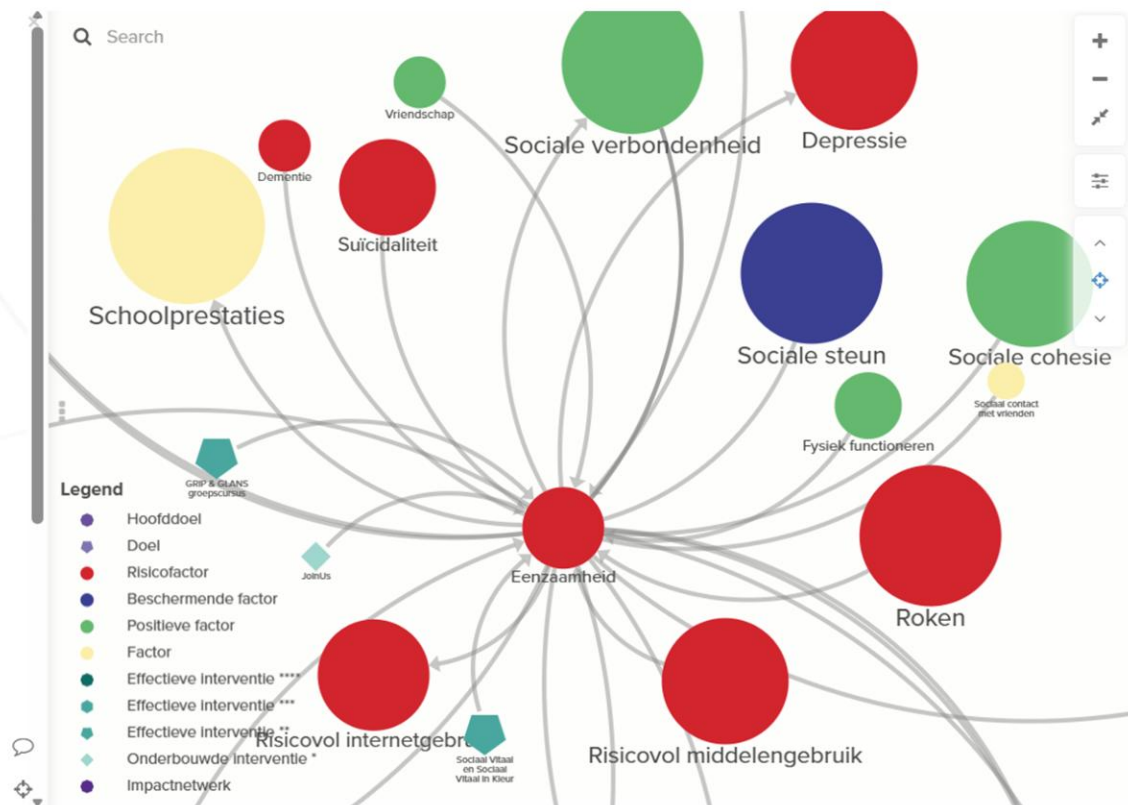 Search
Vriendschap
Sociale verbondenheid
Depressie
Dementie
Suïcidaliteit
Schoolprestaties
Sociale steun
Sociale cohesie
Sociaal contact
met vrienden
Fysiek functioneren
GRIP & GLANS
groepscursus
JoinUs
Eenzaamheid
Roken
Legend
Hoofddoel
Doel
Risicofactor
Beschermende factor
Positieve factor
Factor
Effectieve interventie ****
Effectieve interventie ***
Effectieve interventie **
Onderbouwde interventie *
Impactnetwerk
Risicovol internetgebru
Sociaal Vitaal
en Sociaal
Vitaal in Kleur
Risicovol middelengebruik